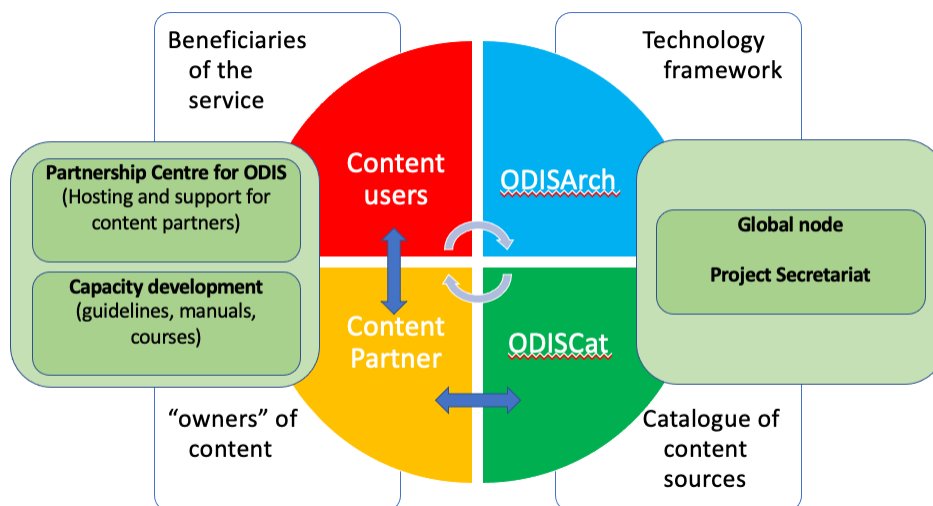 Beneficiaries
of the
service
Technology
framework
Partnership Centre for ODIS
(Hosting and support for
content partners)
Capacity development
(guidelines, manuals,
courses)
Content
users
ODISArch
Content
Partner
ODISCat
Global node
Project Secretariat
“owners” of
content
Catalogue of
content
sources